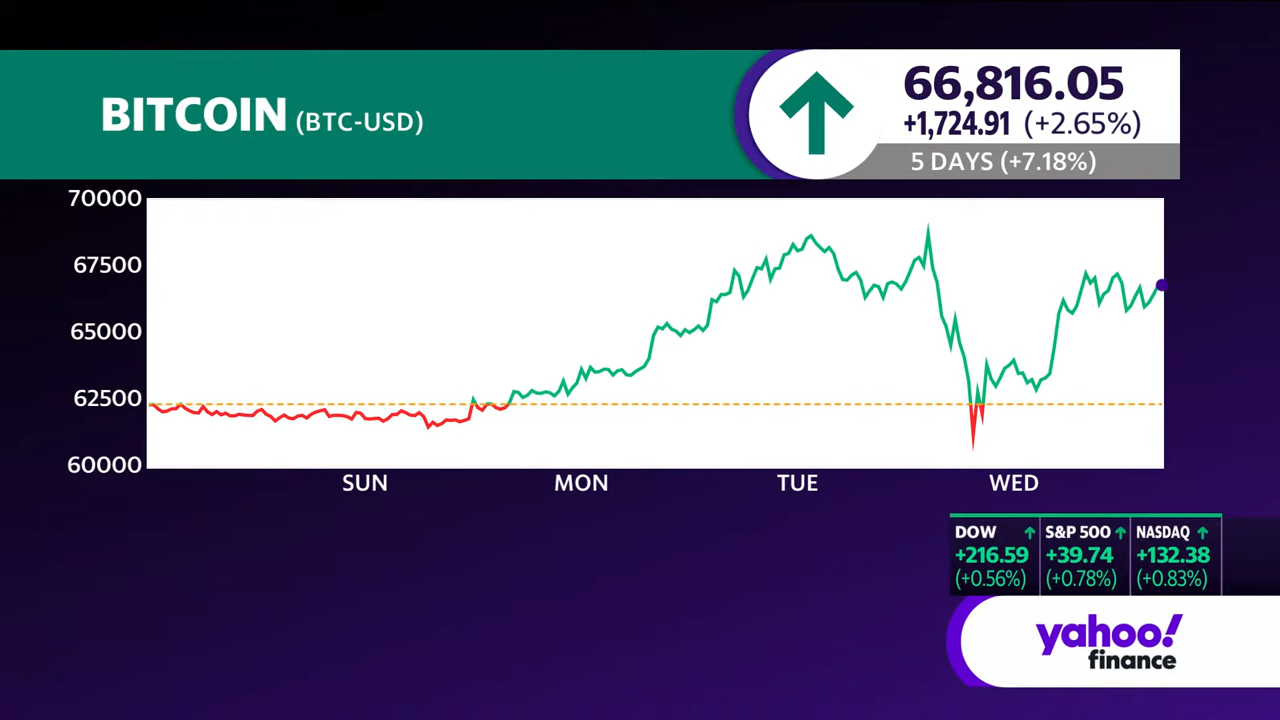 BITCOIN (BTC-USD)
66,816.05
+1,724.91 (+2.65%)
5 DAYS (+7.18%)
70000
67500
65000
62500
60000
SUN MON TUE WED
DOW S&P 500 NASDAQ
+216.59 +39.74 +132.38
(+0.56%) (+0.78%) (+0.83%)
yahoo!
finance